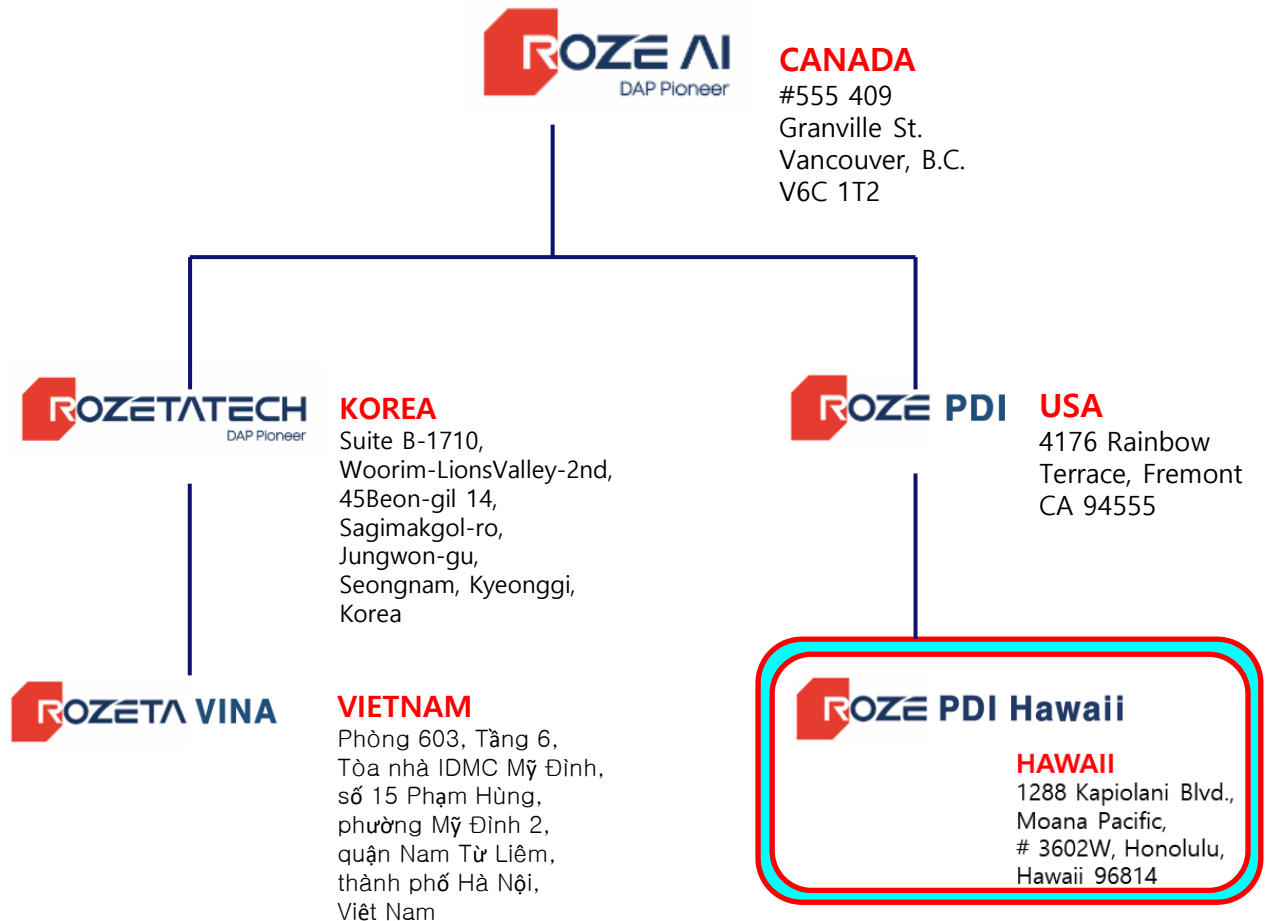 ROZE AI
DAP Pioneer
CANADA
#555 409
Granville St.
Vancouver, B.C.
V6C 1T2
ROZETATECH
DAP Pioneer
KOREA
Suite B-1710,
Woorim-LionsValley-2nd,
45Beon-gil 14,
Sagimakgol-ro,
Jungwon-gu,
Seongnam, Kyeonggi,
Korea
ROZE PDI
USA
4176 Rainbow
Terrace, Fremont
CA 94555
ROZETA VINA
VIETNAM
Phòng 603, Tầng 6,
Tòa nhà IDMC Mỹ Đình,
số 15 Phạm Hùng,
phường Mỹ Đình 2,
quận Nam Từ Liêm,
thành phố Hà Nội,
Việt Nam
ROZE PDI Hawaii
HAWAII
1288 Kapiolani Blvd.,
Moana Pacific,
# 3602W, Honolulu,
Hawaii 96814